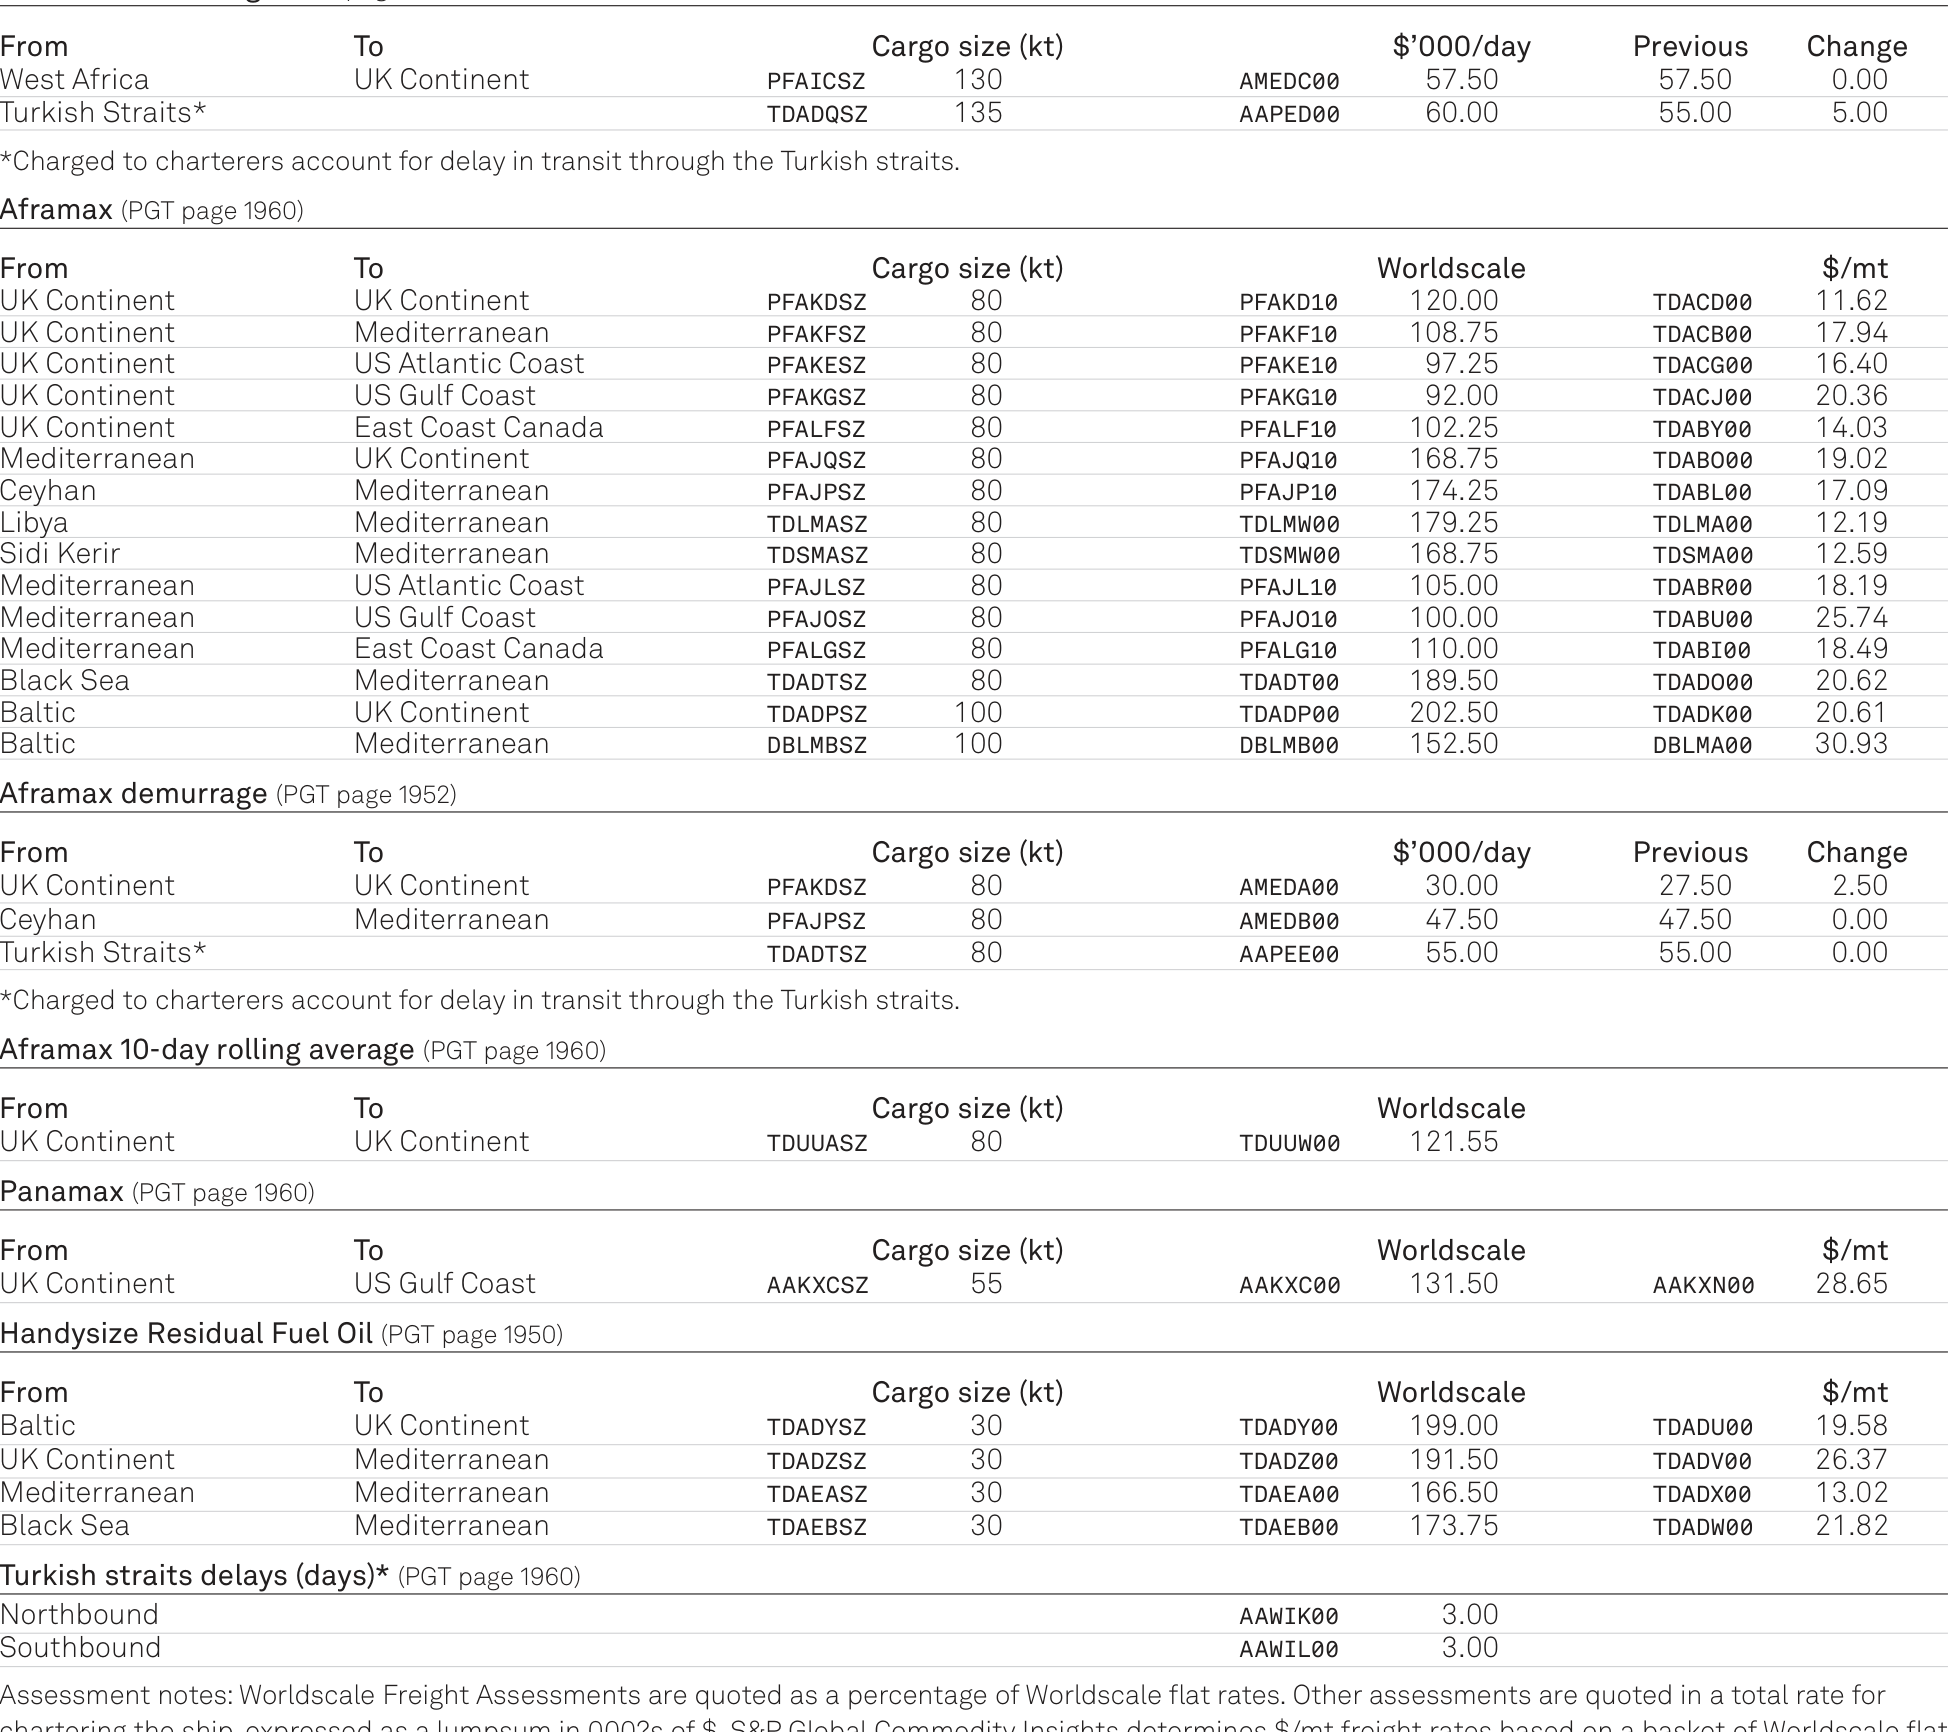 From To Cargo size (kt) $’000/day Previous Change
West Africa UK Continent PFAICSZ 130 AMEDC00 57.50 57.50 0.00
Turkish Straits* TDADQSZ 135 AAPED00 60.00 55.00 5.00
*Charged to charterers account for delay in transit through the Turkish straits.
Aframax (PGT page 1960)
From To Cargo size (kt) Worldscale $/mt
UK Continent UK Continent PFAKDSZ 80 PFAKD10 120.00 TDACD00 11.62
UK Continent Mediterranean PFAKFSZ 80 PFAKF10 108.75 TDACB00 17.94
UK Continent US Atlantic Coast PFAKESZ 80 PFAKE10 97.25 TDACG00 16.40
UK Continent US Gulf Coast PFAKGSZ 80 PFAKG10 92.00 TDACJ00 20.36
UK Continent East Coast Canada PFALFSZ 80 PFALF10 102.25 TDABY00 14.03
Mediterranean UK Continent PFAJQSZ 80 PFAJQ10 168.75 TDABO00 19.02
Ceyhan Mediterranean PFAJPSZ 80 PFAJP10 174.25 TDABL00 17.09
Libya Mediterranean TDLMASZ 80 TDLMW00 179.25 TDLMA00 12.19
Sidi Kerir Mediterranean TDSMASZ 80 TDSMW00 168.75 TDSMA00 12.59
Mediterranean US Atlantic Coast PFAJLSZ 80 PFAJL10 105.00 TDABR00 18.19
Mediterranean US Gulf Coast PFAJOSZ 80 PFAJO10 100.00 TDABU00 25.74
Mediterranean East Coast Canada PFALGSZ 80 PFALG10 110.00 TDABI00 18.49
Black Sea Mediterranean TDADTSZ 80 TDADT00 189.50 TDADO00 20.62
Baltic UK Continent TDADPSZ 100 TDADP00 202.50 TDADK00 20.61
Baltic Mediterranean DBLMBSZ 100 DBLMB00 152.50 DBLMA00 30.93
Aframax demurrage (PGT page 1952)
From To Cargo size (kt) $’000/day Previous Change
UK Continent UK Continent PFAKDSZ 80 AMEDA00 30.00 27.50 2.50
Ceyhan Mediterranean PFAJPSZ 80 AMEDB00 47.50 47.50 0.00
Turkish Straits* TDADTSZ 80 AAPEE00 55.00 55.00 0.00
*Charged to charterers account for delay in transit through the Turkish straits.
Aframax 10-day rolling average (PGT page 1960)
From To Cargo size (kt) Worldscale
UK Continent UK Continent TDUUASZ 80 TDUUW00 121.55
Panamax (PGT page 1960)
From To Cargo size (kt) Worldscale $/mt
UK Continent US Gulf Coast AAKXCSZ 55 AAKXC00 131.50 AAKXN00 28.65
Handysize Residual Fuel Oil (PGT page 1950)
From To Cargo size (kt) Worldscale $/mt
Baltic UK Continent TDADYSZ 30 TDADY00 199.00 TDADU00 19.58
UK Continent Mediterranean TDADZSZ 30 TDADZ00 191.50 TDADV00 26.37
Mediterranean Mediterranean TDAEASZ 30 TDAEA00 166.50 TDADX00 13.02
Black Sea Mediterranean TDAEBSZ 30 TDAEB00 173.75 TDADW00 21.82
Turkish straits delays (days)* (PGT page 1960)
Northbound AAWIK00 3.00
Southbound AAWIL00 3.00
Assessment notes: Worldscale Freight Assessments are quoted as a percentage of Worldscale flat rates. Other assessments are quoted in a total rate for
chartering the ship, expressed as a lumpsum in 000?s of $. S&P Global Commodity Insights determines $/mt freight rates based on a basket of Worldscale flat